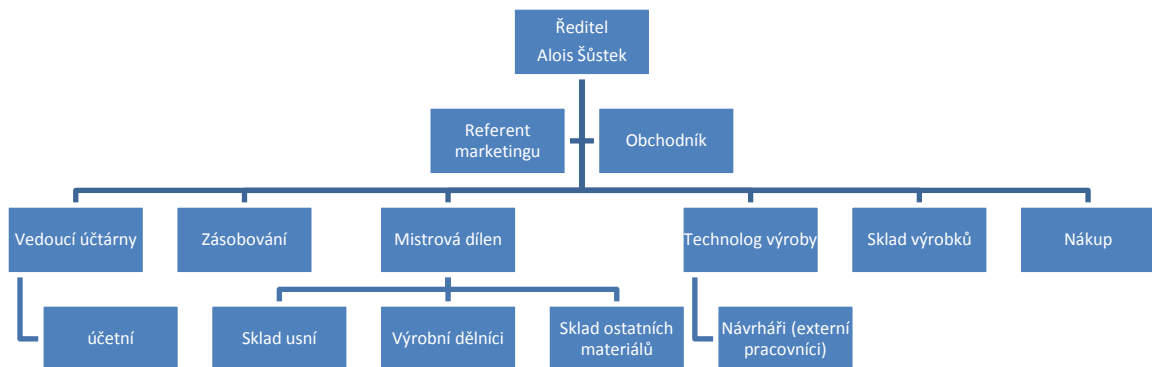 Ředitel
Alois Šůstek
Referent
marketingu
Obchodník
Vedoucí účtárny
Zásobování
Mistrová dílen
Technolog výroby
Sklad výrobků
Nákup
účetní
Sklad usní
Výrobní dělníci
Sklad ostatních
materiálů
Návrháři (externí
pracovníci)